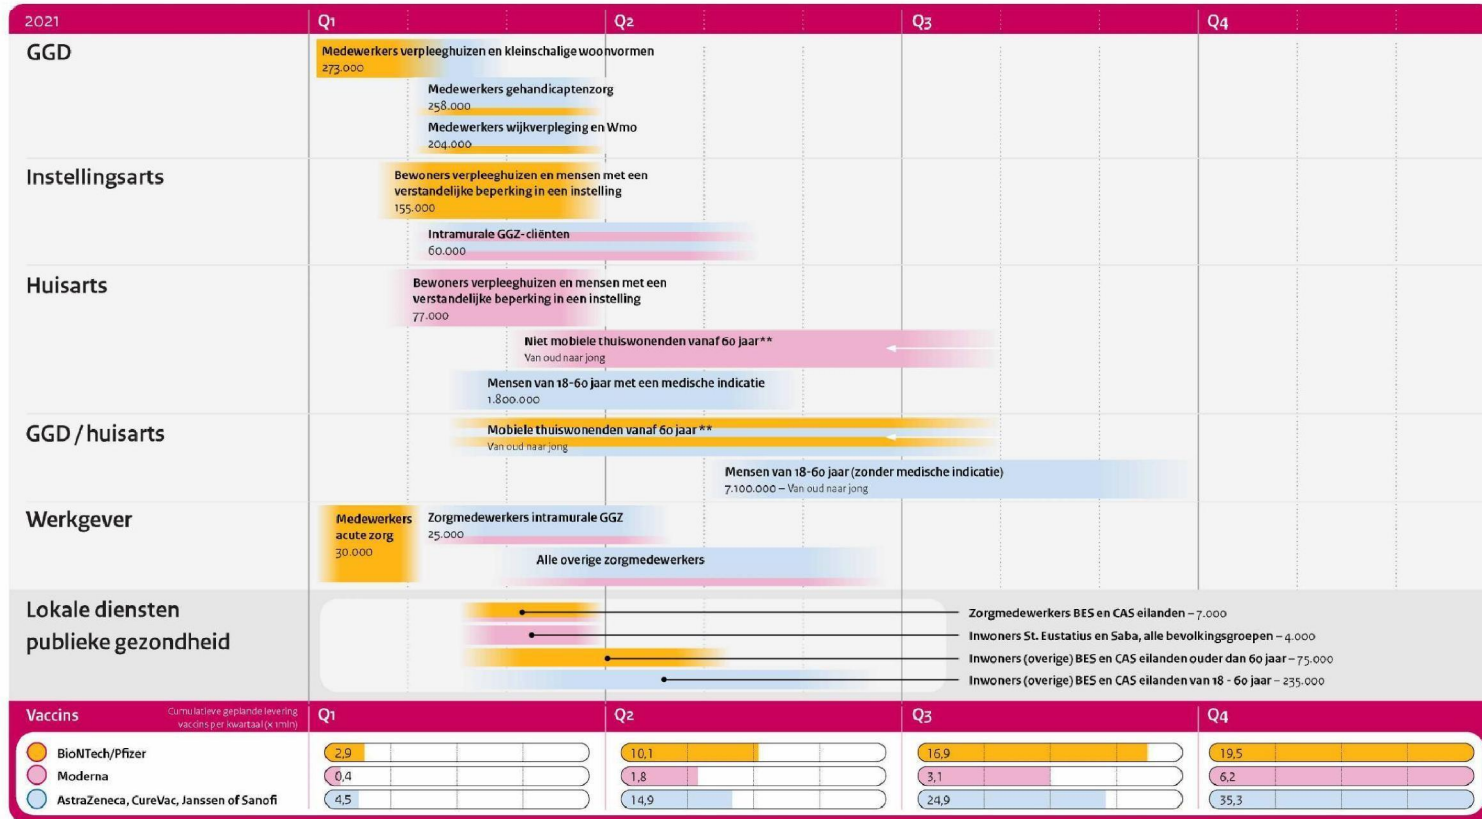 2021 Q1 Q2 Q3 Q4
GGD
Medewerkers verpleeghuizen en kleinschalige woonvormen
273.000
Medewerkers gehandicaptenzorg
258.000
Medewerkers wijkverpleging en Wmo
204.000
Instellingsarts
Bewoners verpleeghuizen en mensen met een
verstandelijke beperking in een instelling
155.000
Intramurale GGZ-cliënten
60.000
Huisarts
Bewoners verpleeghuizen en mensen met een
verstandelijke beperking in een instelling
77.000
Niet mobiele thuiswonenden vanaf 60 jaar**
Van oud naar jong
Mensen van 18-60 jaar met een medische indicatie
1.800.000
GGD / huisarts
Mobiele thuiswonenden vanaf 60 jaar **
Van oud naar jong
Mensen van 18-60 jaar (zonder medische indicatie)
7.100.000 – Van oud naar jong
Werkgever
Medewerkers
acute zorg
30.000
Zorgmedewerkers intramurale GGZ
25.000
Alle overige zorgmedewerkers
Lokale diensten
publieke gezondheid
Zorgmedewerkers BES en CAS eilanden – 7.000
Inwoners St. Eustatius en Saba, alle bevolkingsgroepen – 4.000
Inwoners (overige) BES en CAS eilanden ouder dan 60 jaar – 75.000
Inwoners (overige) BES en CAS eilanden van 18 - 60 jaar – 235.000
Vaccins
Cumulatieve geplande levering
vaccins per kwartaal (x 1mln)
Q1 Q2 Q3 Q4
BioNTech/Pfizer 2,9 10,1 16,9 19,5
Moderna 0,4 1,8 3,1 6,2
AstraZeneca, CureVac, Janssen of Sanofi 4,5 14,9 24,9 35,3